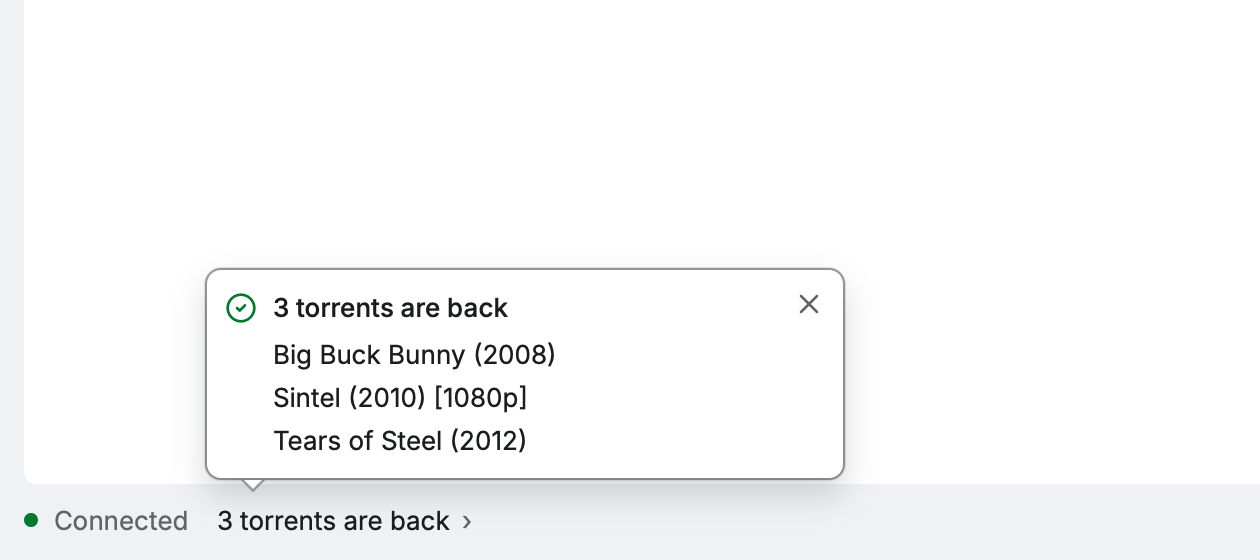 3 torrents are back
Big Buck Bunny (2008)
Sintel (2010) [1080p]
Tears of Steel (2012)
Connected 3 torrents are back ›